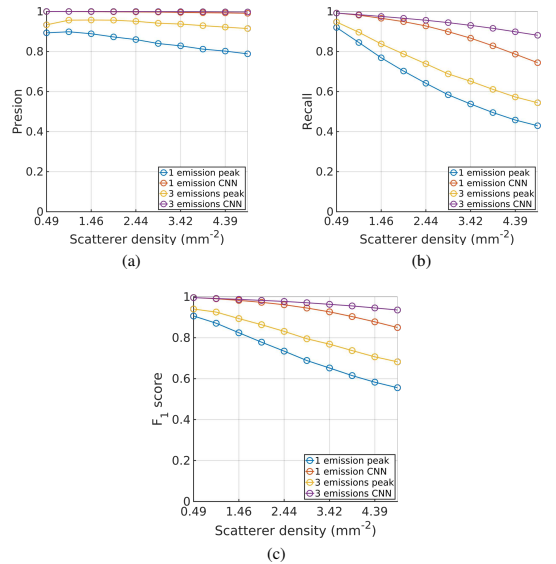 1
0.8
0.6
0.4
0.2
0
Presion
0.49 1.46 2.44 3.42 4.39
Scatterer density (mm-2)
1 emission peak
1 emission CNN
3 emissions peak
3 emissions CNN
(a)
1
0.8
0.6
0.4
0.2
0
Recall
0.49 1.46 2.44 3.42 4.39
Scatterer density (mm-2)
1 emission peak
1 emission CNN
3 emissions peak
3 emissions CNN
(b)
1
0.8
0.6
0.4
0.2
0
F1 score
0.49 1.46 2.44 3.42 4.39
Scatterer density (mm-2)
1 emission peak
1 emission CNN
3 emissions peak
3 emissions CNN
(c)